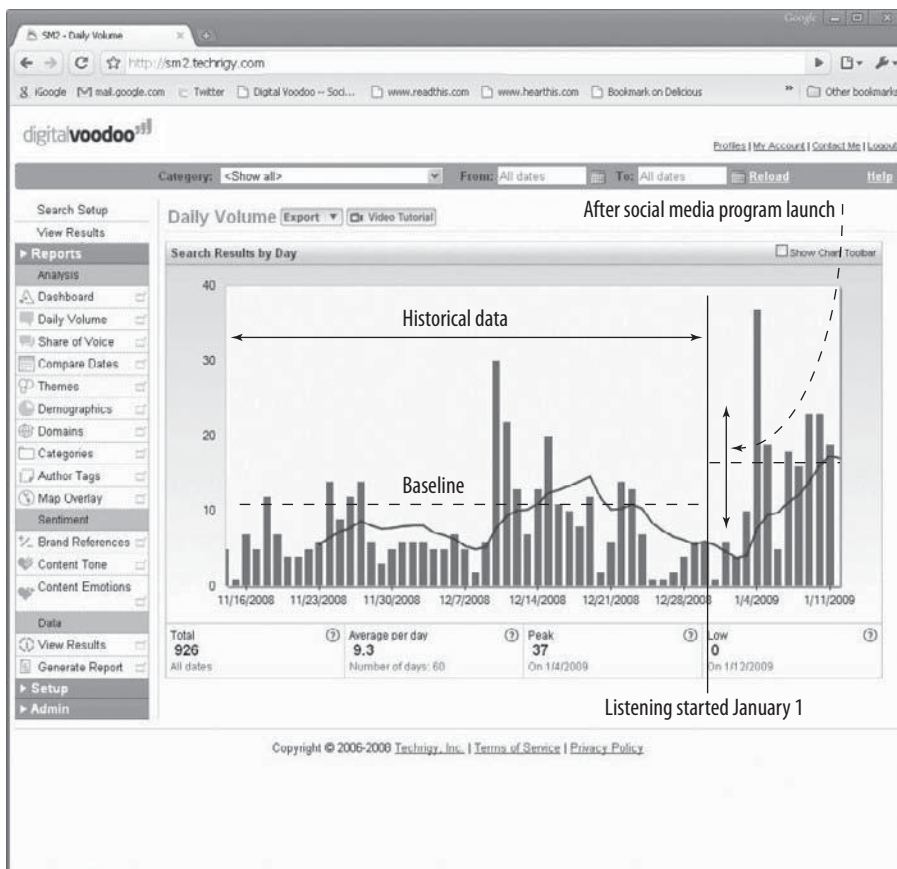 Google
SM2 - Daily Volume
http://sm2.techrigy.com
iGoogle mail.google.com Twitter Digital Voodoo -- Soci... www.readthis.com www.hearthis.com Bookmark on Delicious » Other bookmarks
digitalvoodoo
Profiles | My Account | Contact Me | Logout
Category: <Show all> From: All dates To: All dates Reload Help
Search Setup
View Results
Reports
Analysis
Dashboard
Daily Volume
Share of Voice
Compare Dates
Themes
Demographics
Domains
Categories
Author Tags
Map Overlay
Sentiment
Brand References
Content Tone
Content Emotions
Data
View Results
Generate Report
Setup
Admin
Daily Volume Export Video Tutorial
After social media program launch
Search Results by Day Show Chart Toolbar
40
30
20
10
0
Historical data
Baseline
11/16/2008 11/23/2008 11/30/2008 12/7/2008 12/14/2008 12/21/2008 12/28/2008 1/4/2009 1/11/2009
Total
926
All dates
Average per day
9.3
Number of days: 60
Peak
37
On 1/4/2009
Low
0
On 1/12/2009
Listening started January 1
Copyright © 2006-2008 Techrigy, Inc. | Terms of Service | Privacy Policy